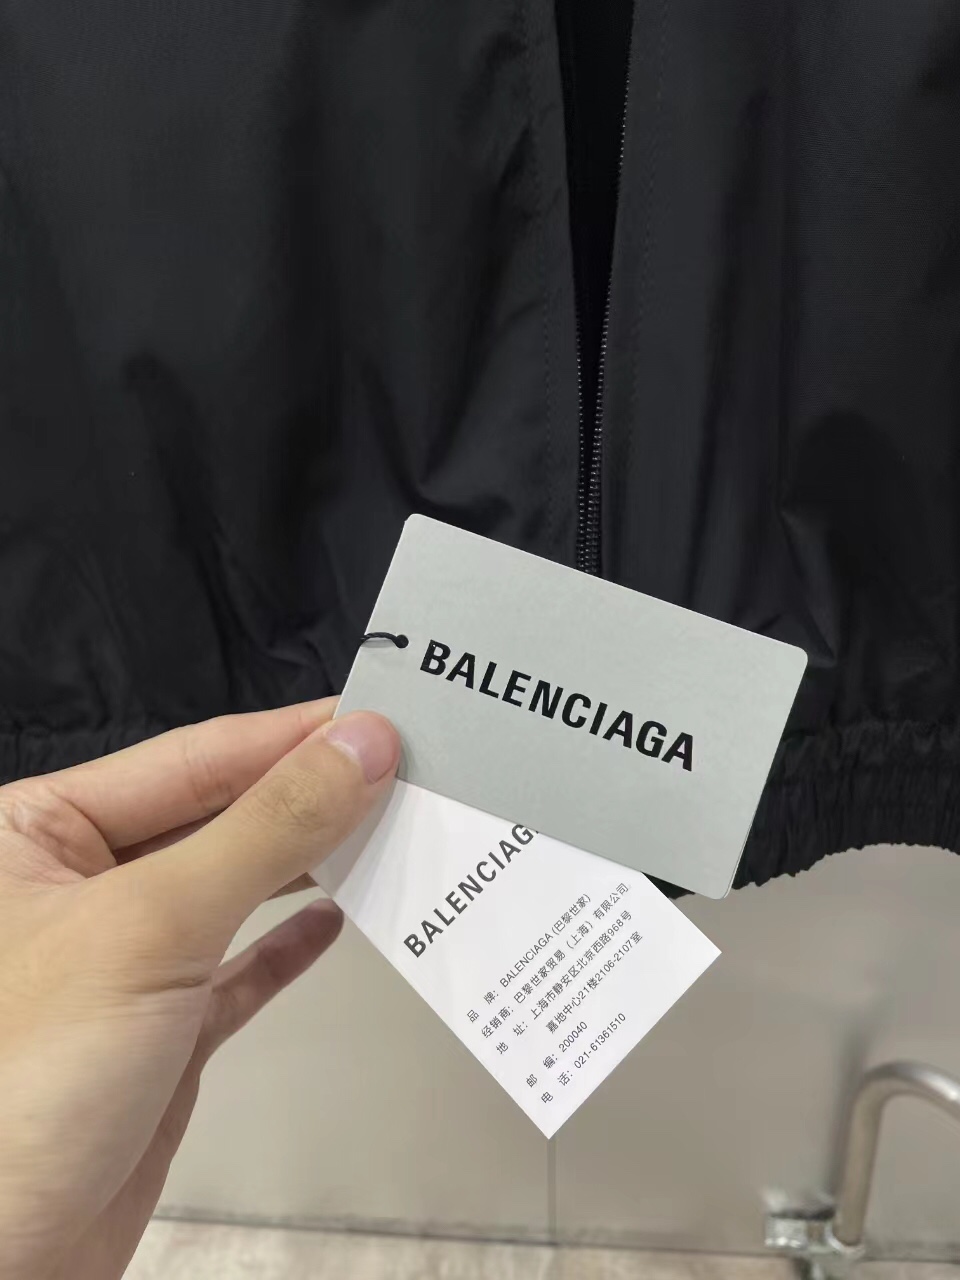 BALENCIAGA
BALENCIAGA
品 牌：BALENCIAGA (巴黎世家)
经销商：巴黎世家贸易（上海）有限公司
地 址：上海市静安区北京西路968号
嘉地中心21楼2106-2107室
邮 编：200040
电 话：021-61361510